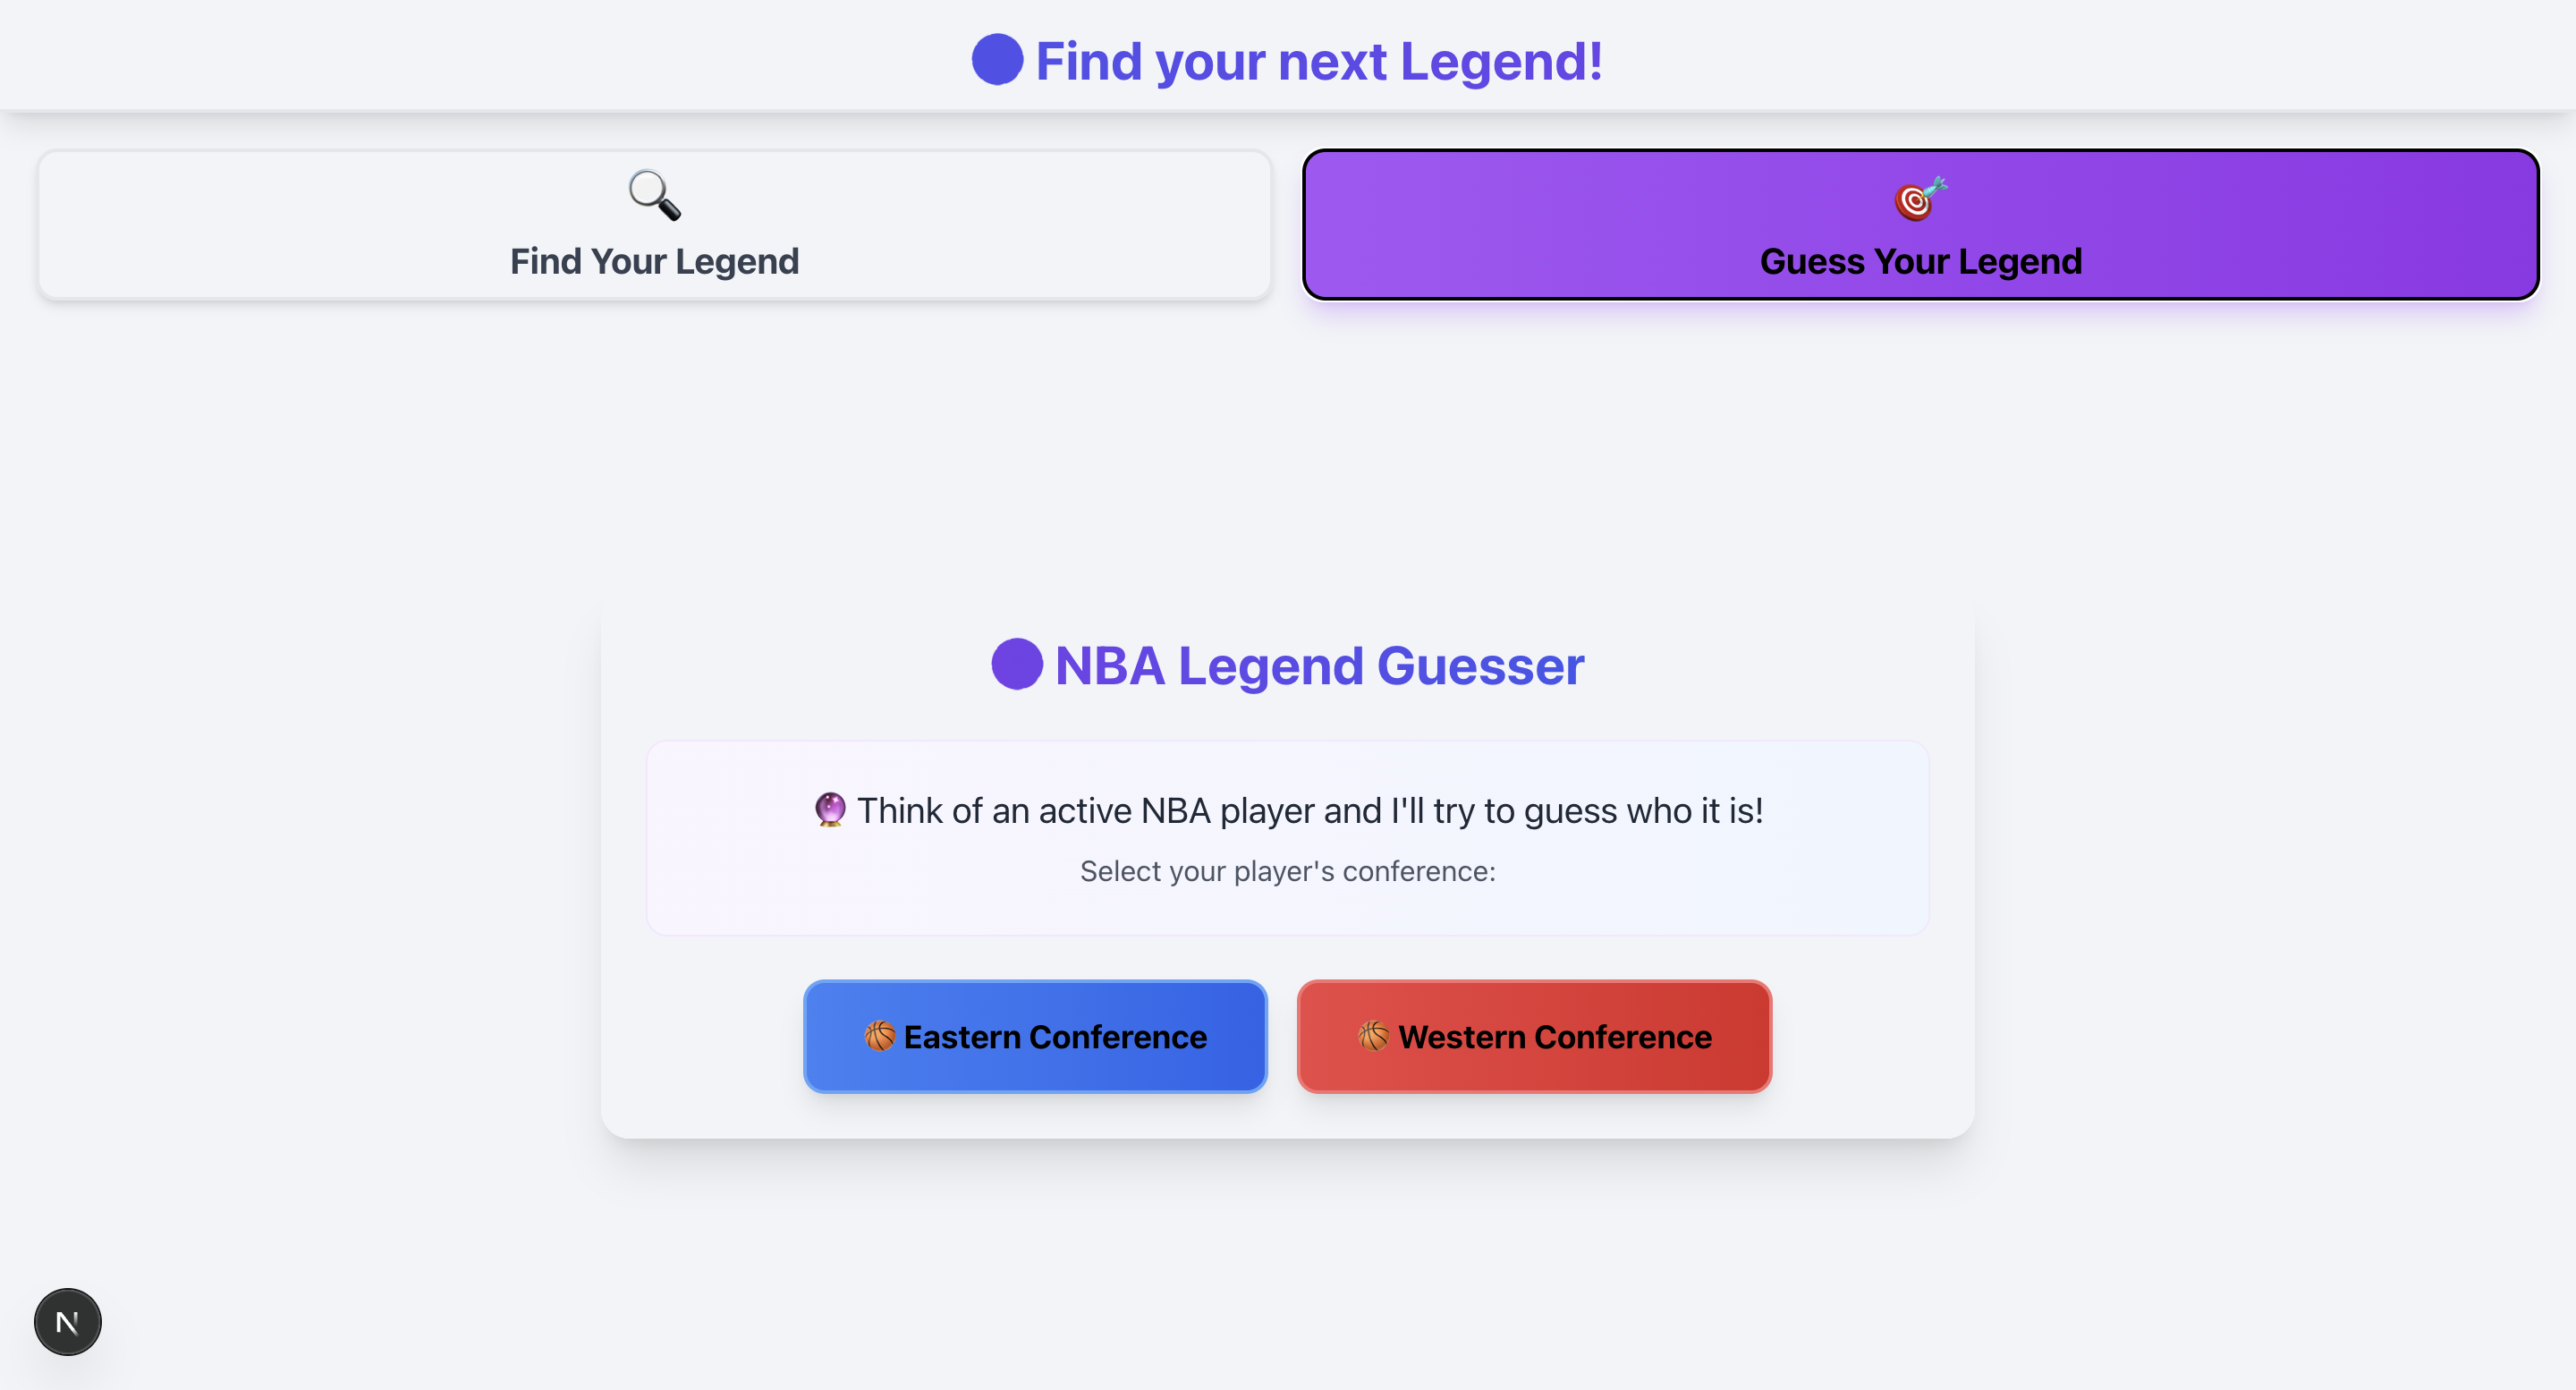 Find your next Legend!
Find Your Legend
Guess Your Legend
NBA Legend Guesser
Think of an active NBA player and I'll try to guess who it is!
Select your player's conference:
Eastern Conference
Western Conference
N